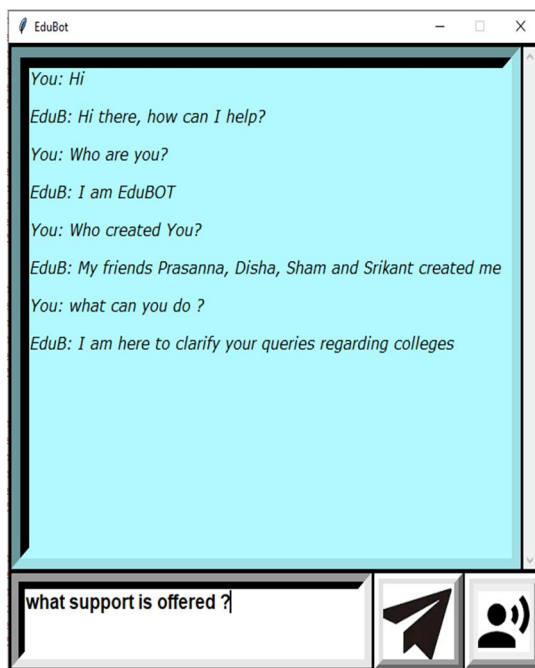 EduBot
You: Hi
EduB: Hi there, how can I help?
You: Who are you?
EduB: I am EduBOT
You: Who created You?
EduB: My friends Prasanna, Disha, Sham and Srikant created me
You: what can you do ?
EduB: I am here to clarify your queries regarding colleges
what support is offered ?